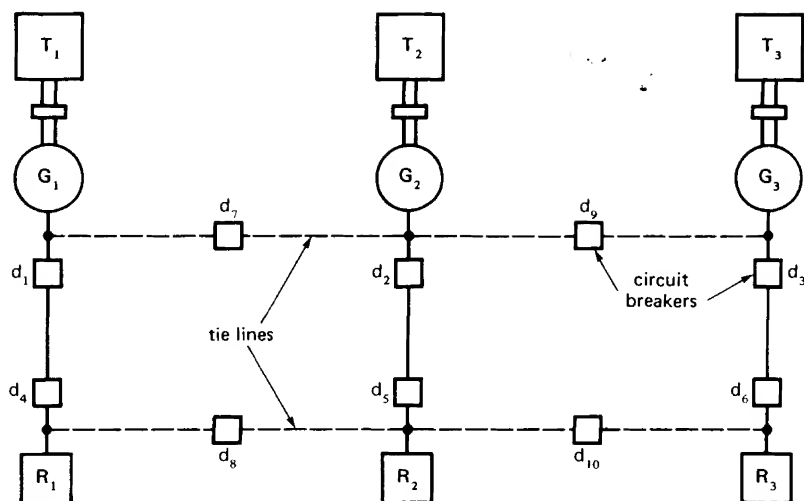 T₁ T₂ T₃
G₁ G₂ G₃
d₇ d₉
d₁ d₂ d₃
circuit
breakers
tie lines
d₄ d₅ d₆
d₈ d₁₀
R₁ R₂ R₃